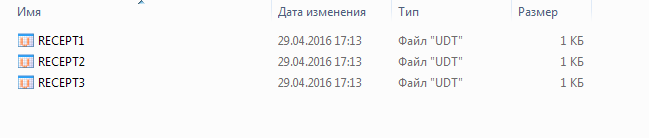 Имя Дата изменения Тип Размер
RECEPT1 29.04.2016 17:13 Файл "UDT" 1 КБ
RECEPT2 29.04.2016 17:13 Файл "UDT" 1 КБ
RECEPT3 29.04.2016 17:13 Файл "UDT" 1 КБ